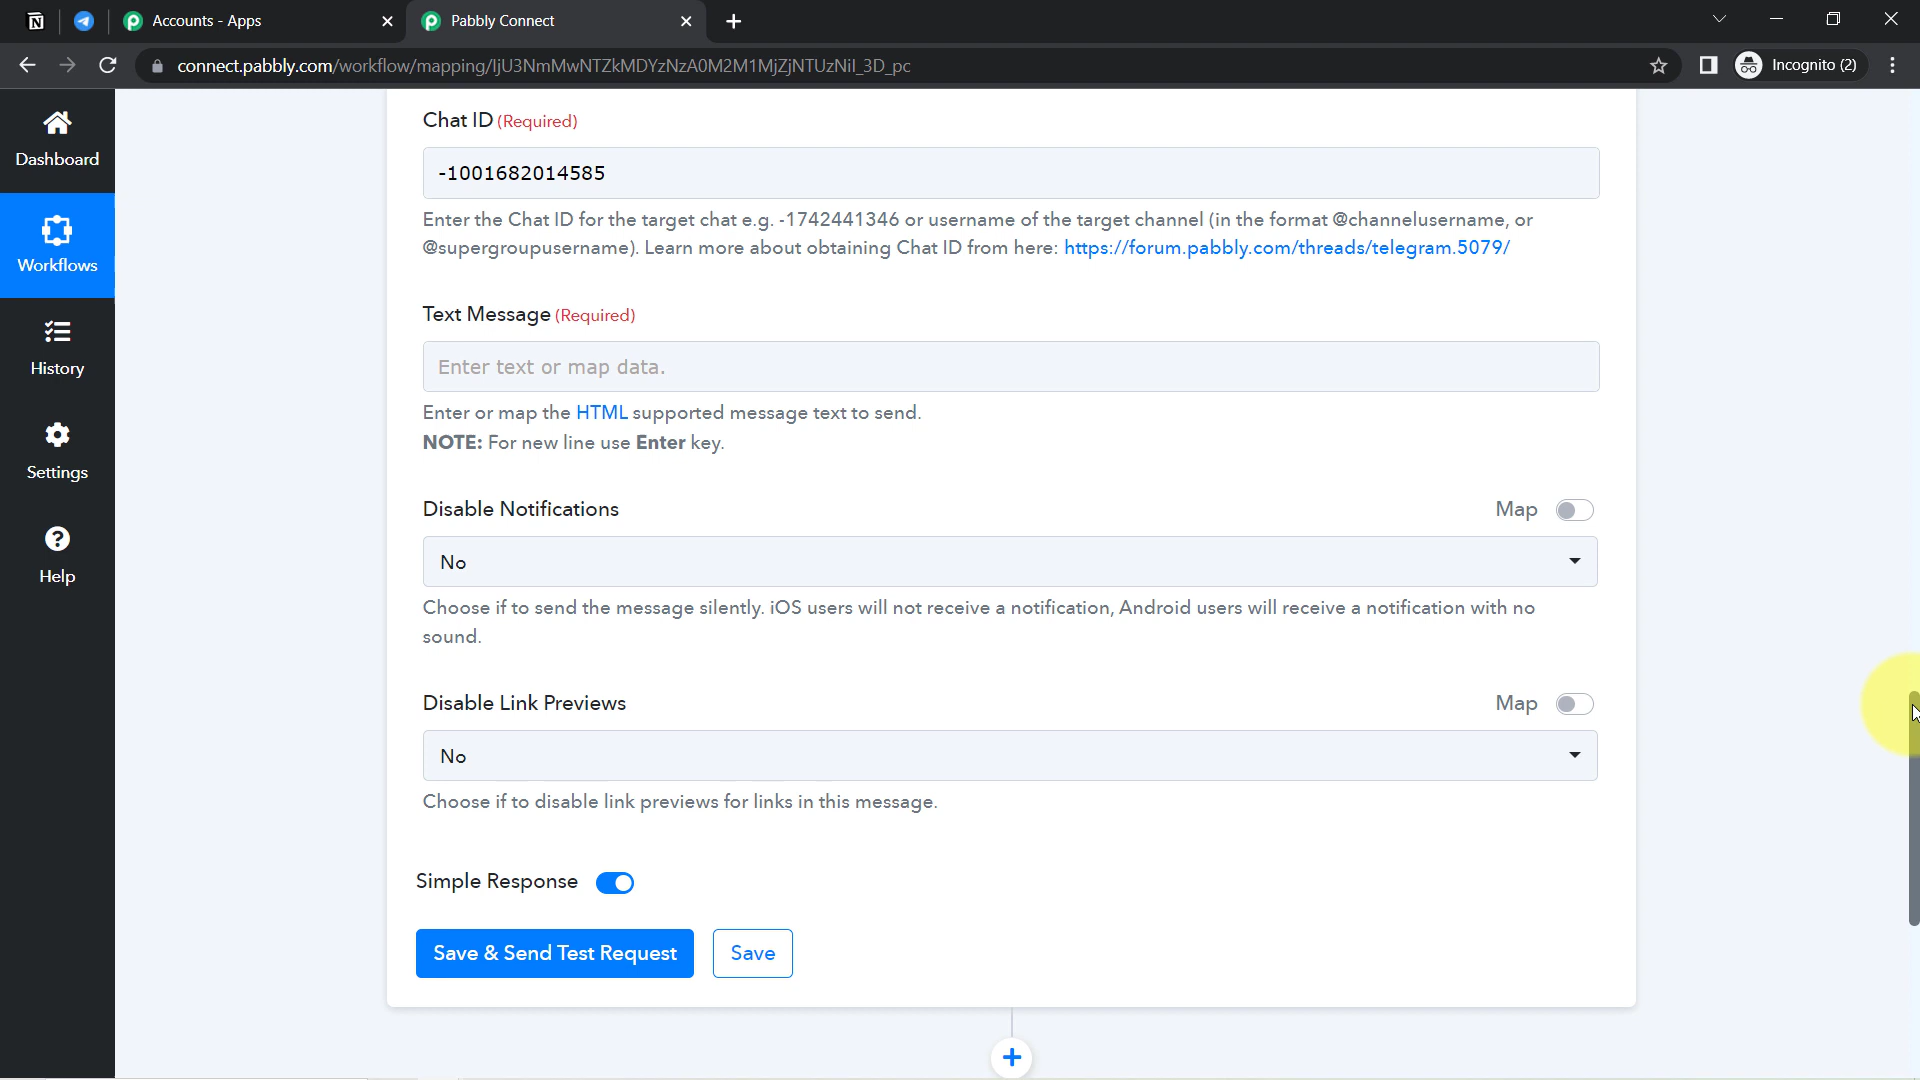 Accounts - Apps
Pabbly Connect
connect.pabbly.com/workflow/mapping/IjU3NmMwNTZkMDYzNzA0M2M1MjZjNTUzNiI_3D_pc
Incognito (2)
Dashboard
Workflows
History
Settings
Help
Chat ID (Required)
-1001682014585
Enter the Chat ID for the target chat e.g. -1742441346 or username of the target channel (in the format @channelusername, or
@supergroupusername). Learn more about obtaining Chat ID from here: https://forum.pabbly.com/threads/telegram.5079/
Text Message (Required)
Enter text or map data.
Enter or map the HTML supported message text to send.
NOTE: For new line use Enter key.
Disable Notifications
Map
No
Choose if to send the message silently. iOS users will not receive a notification, Android users will receive a notification with no
sound.
Disable Link Previews
Map
No
Choose if to disable link previews for links in this message.
Simple Response
Save & Send Test Request
Save